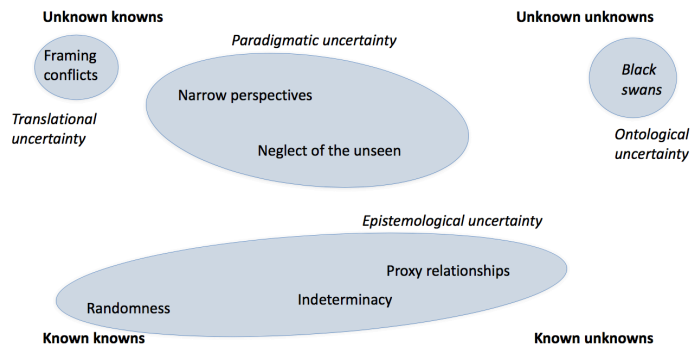 Unknown knowns
Unknown unknowns
Paradigmatic uncertainty
Framing
conflicts
Black
swans
Narrow perspectives
Translational
uncertainty
Ontological
uncertainty
Neglect of the unseen
Epistemological uncertainty
Proxy relationships
Indeterminacy
Randomness
Known knowns
Known unknowns